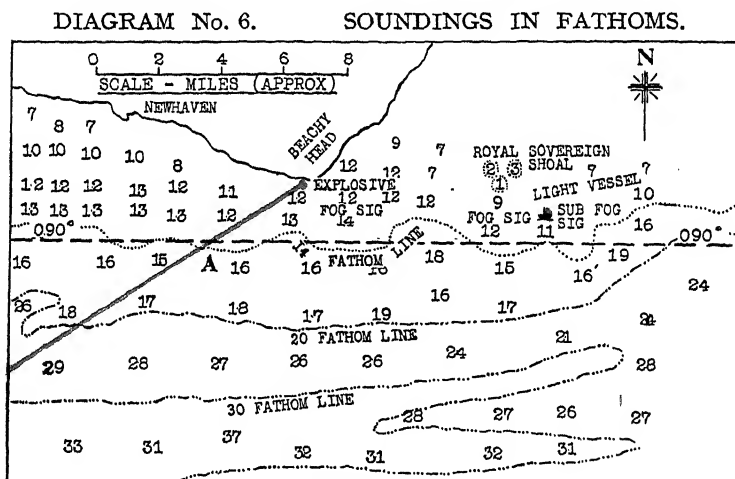 DIAGRAM No. 6. SOUNDINGS IN FATHOMS.
0 2 4 6 8
SCALE - MILES (APPROX)
N
NEWHAVEN
BEACHY HEAD
7 8 7 9 7
ROYAL SOVEREIGN
SHOAL
10 10 10 10 8 12 12 7 2 3 7 7
1
12 12 12 13 12 11 EXPLOSIVE LIGHT VESSEL 10
12 12 12 12 9
13 13 13 13 12 13 FOG SIG 14 FOG SIG SUB FOG SIG 16
12 11
090° 14 FATHOM LINE 090°
16 16 15 A 16 16 16 18 15 16 19
24
26 18 17 18 17 19 16 17
20 FATHOM LINE 21 24
29 28 27 26 26 24 28
30 FATHOM LINE 28 27 26 27
33 31 37 32 31 32 31